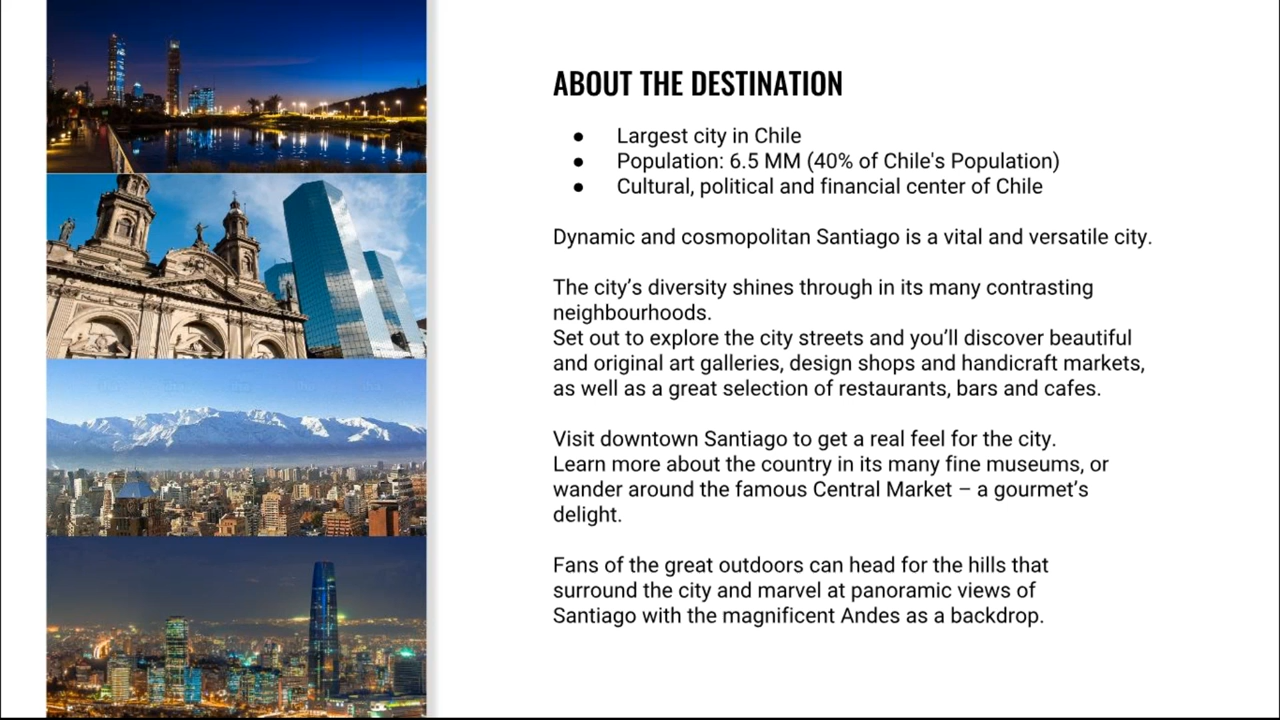 ABOUT THE DESTINATION
● Largest city in Chile
● Population: 6.5 MM (40% of Chile's Population)
● Cultural, political and financial center of Chile
Dynamic and cosmopolitan Santiago is a vital and versatile city.
The city’s diversity shines through in its many contrasting
neighbourhoods.
Set out to explore the city streets and you’ll discover beautiful
and original art galleries, design shops and handicraft markets,
as well as a great selection of restaurants, bars and cafes.
Visit downtown Santiago to get a real feel for the city.
Learn more about the country in its many fine museums, or
wander around the famous Central Market – a gourmet’s
delight.
Fans of the great outdoors can head for the hills that
surround the city and marvel at panoramic views of
Santiago with the magnificent Andes as a backdrop.